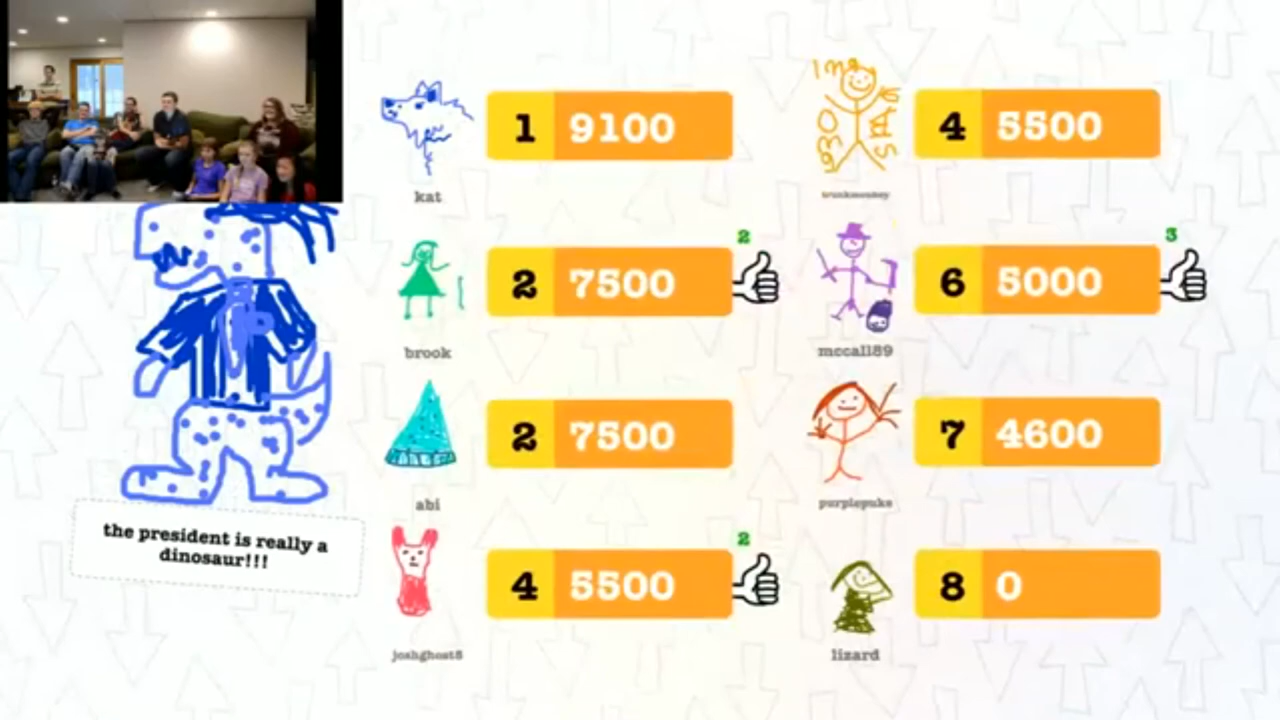 1 9100
kat
2 7500
2
brook
2 7500
abi
4 5500
2
joshghost8
4 5500
trunkmonkey
6 5000
3
mccall89
7 4600
purplepuke
8 0
lizard
the president is really a
dinosaur!!!